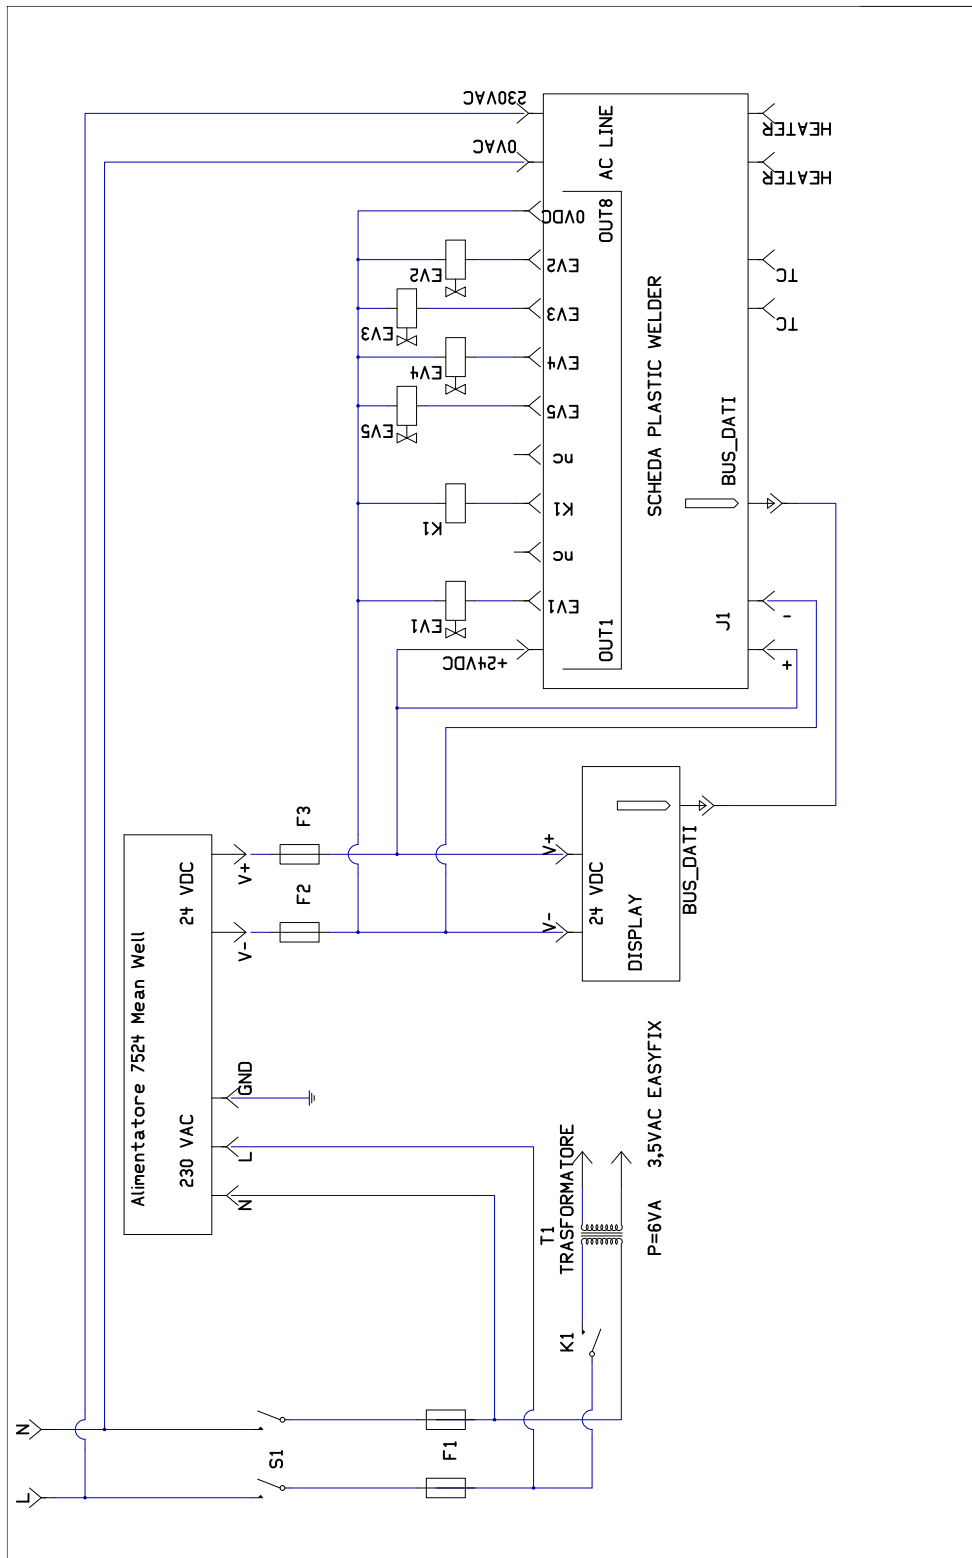 230VAC
0VAC
AC LINE
HEATER
HEATER
0VDC
OUT8
EV2
EV2
TC
EV3
EV3
TC
EV4
EV4
EV5
EV5
SCHEDA PLASTIC WELDER
BUS_DATI
nc
K1
K1
nc
EV1
EV1
OUT1
J1
-
+24VDC
+
Alimentatore 7524 Mean Well
24 VDC
V+
F3
V-
F2
V+
V-
24 VDC
DISPLAY
BUS_DATI
230 VAC
GND
L
N
T1
TRASFORMATORE
P=6VA 3,5VAC EASYFIX
K1
N
L
S1
F1